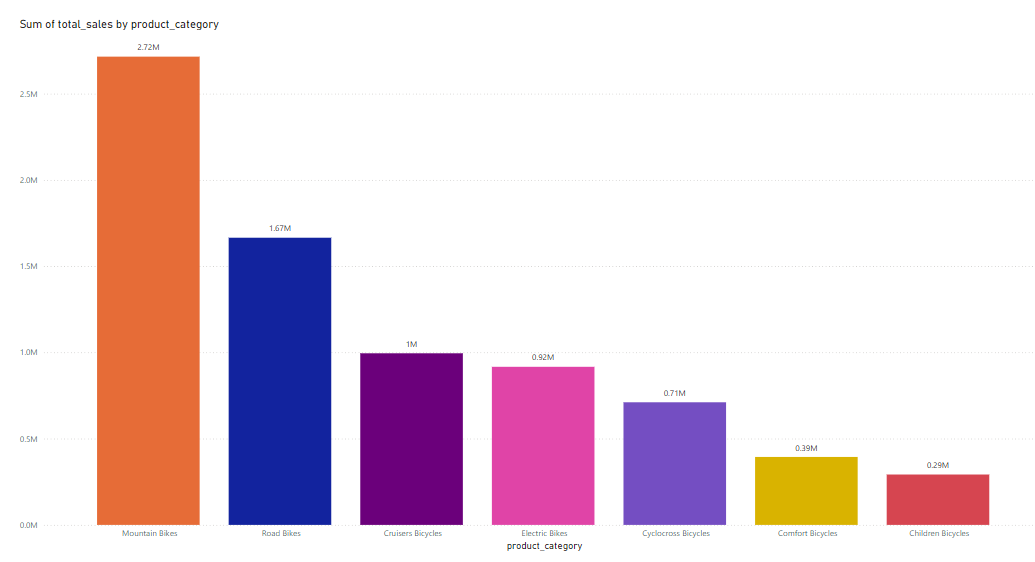 Sum of total_sales by product_category
2.72M
2.5M
2.0M
1.67M
1.5M
1M
1.0M
0.92M
0.71M
0.5M
0.39M
0.29M
0.0M
Mountain Bikes
Road Bikes
Cruisers Bicycles
Electric Bikes
Cyclocross Bicycles
Comfort Bicycles
Children Bicycles
product_category